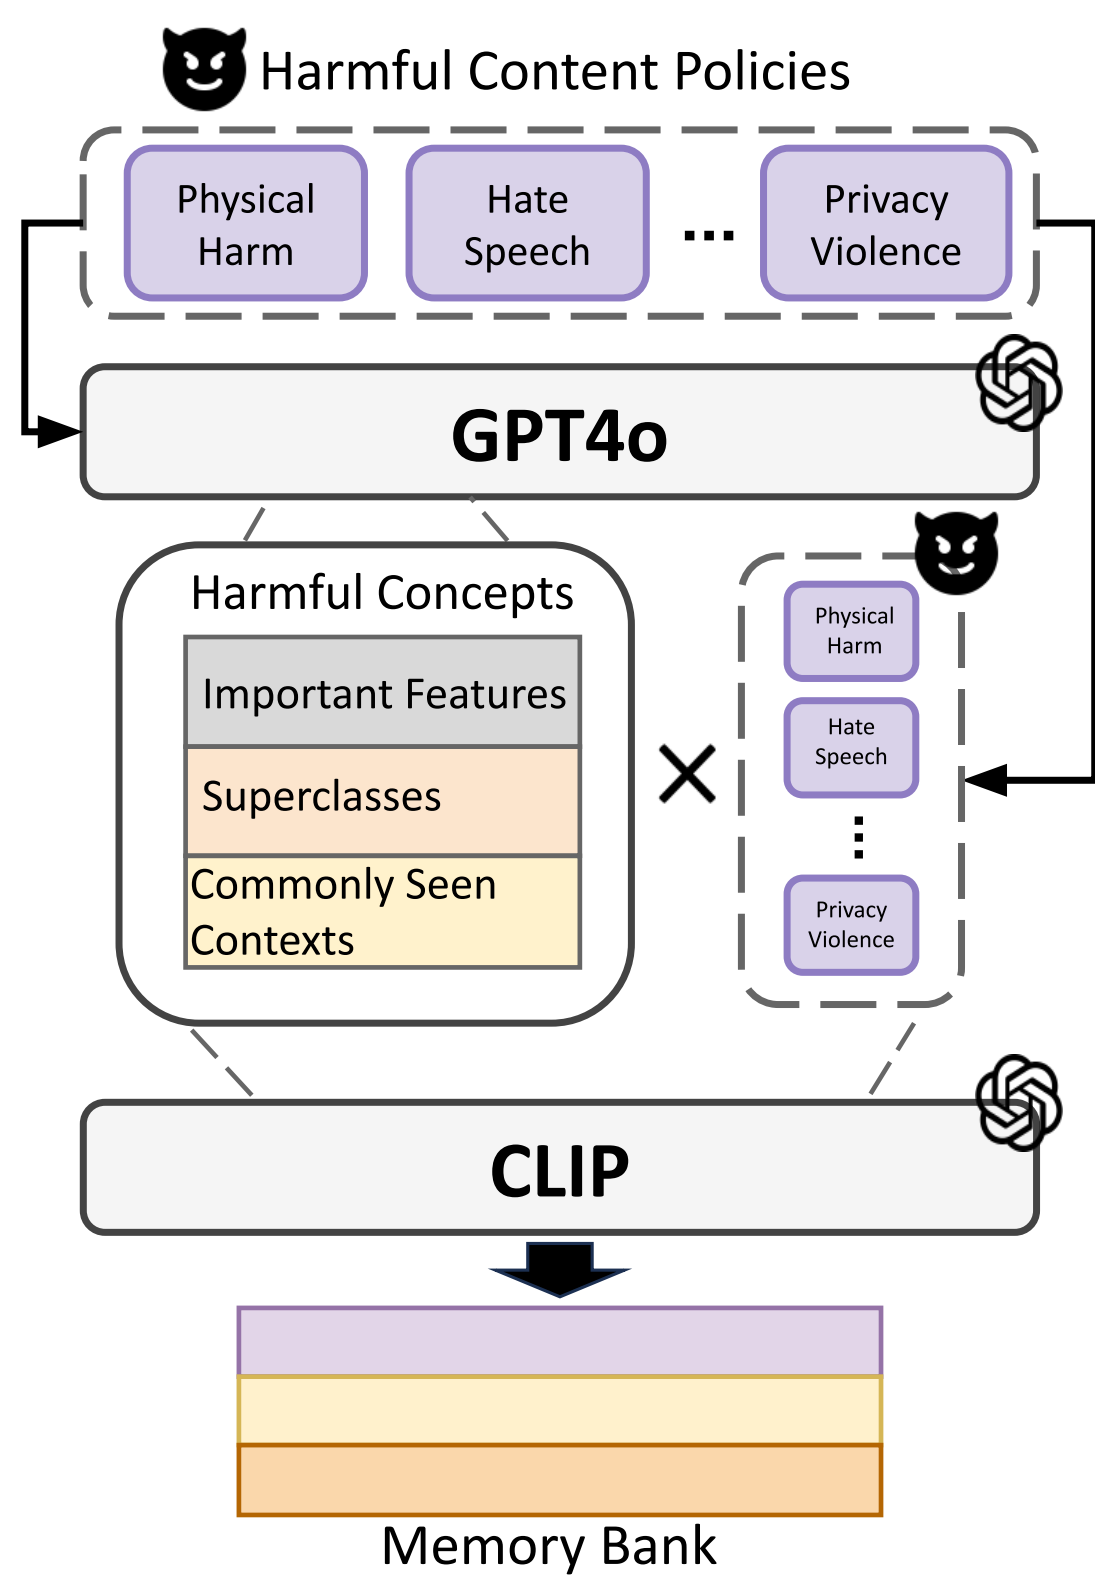 Harmful Content Policies
Physical
Harm
Hate
Speech
...
Privacy
Violence
GPT4o
Harmful Concepts
Important Features
Superclasses
Commonly Seen
Contexts
Physical
Harm
Hate
Speech
...
Privacy
Violence
CLIP
Memory Bank